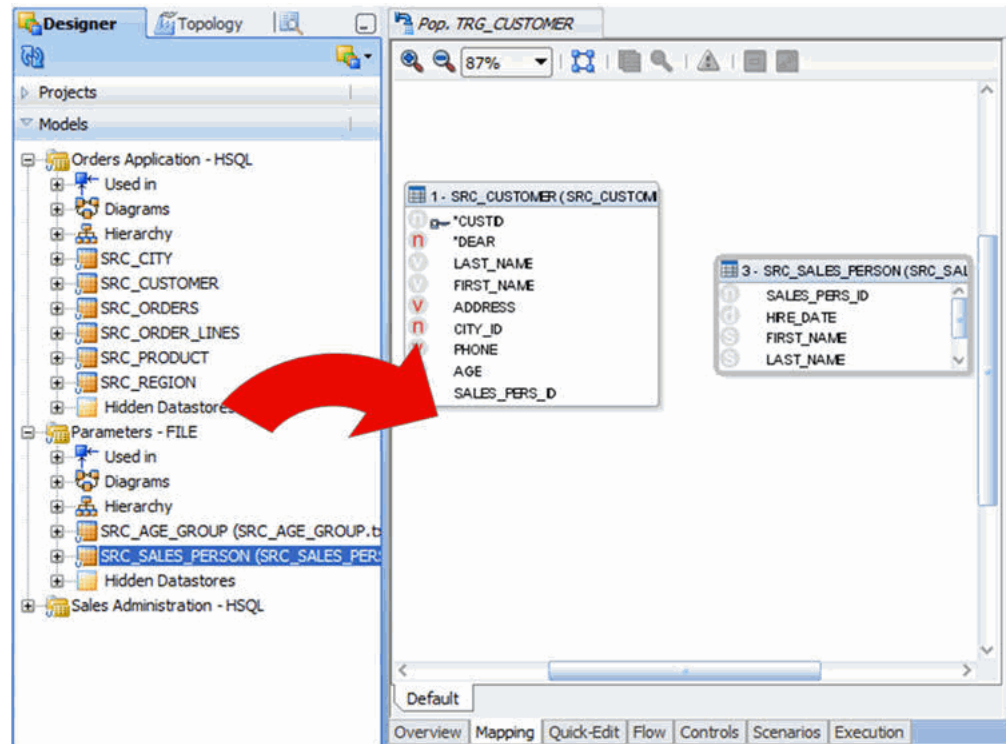 Designer Topology
Projects
Models
Orders Application - HSQL
Used in
Diagrams
Hierarchy
SRC_CITY
SRC_CUSTOMER
SRC_ORDERS
SRC_ORDER_LINES
SRC_PRODUCT
SRC_REGION
Hidden Datastores
Parameters - FILE
Used in
Diagrams
Hierarchy
SRC_AGE_GROUP (SRC_AGE_GROUP.t
SRC_SALES_PERSON (SRC_SALES_PER
Hidden Datastores
Sales Administration - HSQL
Pop. TRG_CUSTOMER
87%
1 - SRC_CUSTOMER (SRC_CUSTOM
n *CUSTID
n *DEAR
V LAST_NAME
V FIRST_NAME
V ADDRESS
n CITY_ID
PHONE
AGE
SALES_PERS_ID
3 - SRC_SALES_PERSON (SRC_SAL
n SALES_PERS_ID
d HIRE_DATE
S FIRST_NAME
S LAST_NAME
Default
Overview Mapping Quick-Edit Flow Controls Scenarios Execution